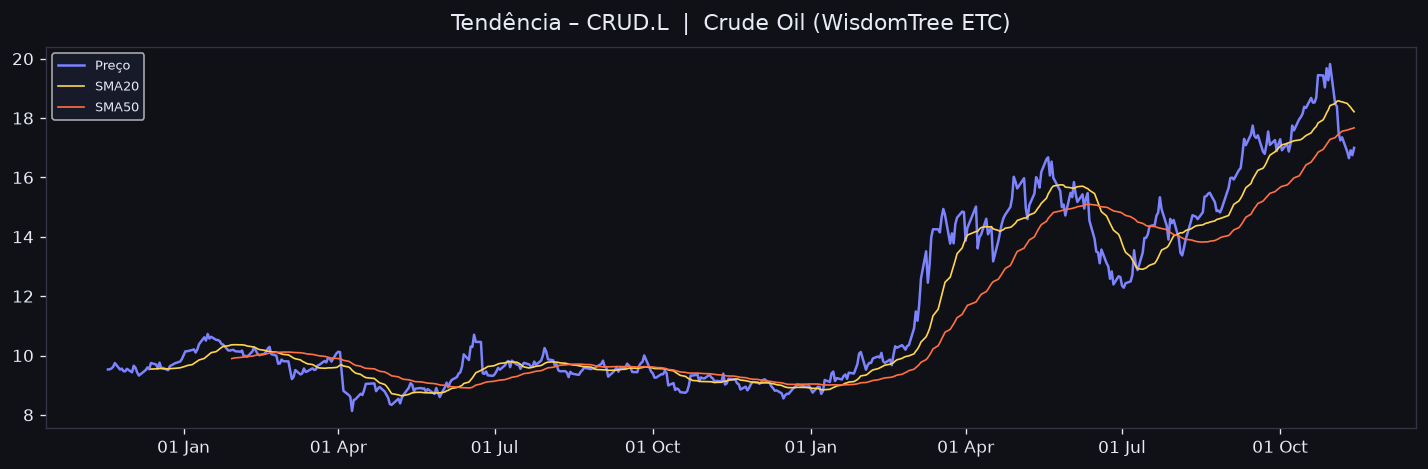 Tendência – CRUD.L | Crude Oil (WisdomTree ETC)
20
18
16
14
12
10
8
Preço
SMA20
SMA50
01 Jan 01 Apr 01 Jul 01 Oct 01 Jan 01 Apr 01 Jul 01 Oct